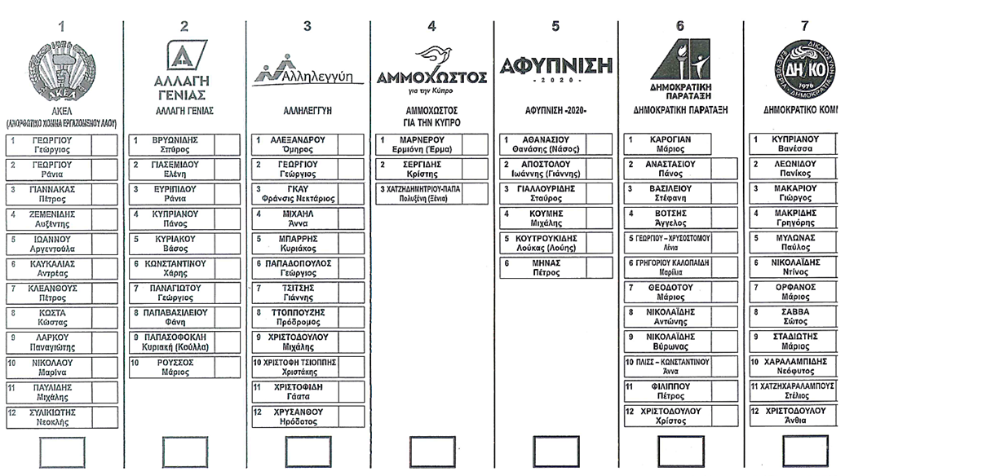 1
1926
ΑΚΕΛ
ΑΚΕΛ
(ΑΝΟΡΘΩΤΙΚΟ ΚΟΜΜΑ ΕΡΓΑΖΟΜΕΝΟΥ ΛΑΟΥ)
1 ΓΕΩΡΓΙΟΥ
Γεώργιος
2 ΓΕΩΡΓΙΟΥ
Ράνια
3 ΓΙΑΝΝΑΚΑΣ
Πέτρος
4 ΖΕΜΕΝΙΔΗΣ
Αυξέντης
5 ΙΩΑΝΝΟΥ
Αργεντούλα
6 ΚΑΥΚΑΛΙΑΣ
Αντρέας
7 ΚΛΕΑΝΘΟΥΣ
Πέτρος
8 ΚΩΣΤΑ
Κώστας
9 ΛΑΡΚΟΥ
Παναγιώτης
10 ΝΙΚΟΛΑΟΥ
Μαρίνα
11 ΠΑΥΛΙΔΗΣ
Μιχάλης
12 ΣΥΛΙΚΙΩΤΗΣ
Νεοκλής
2
Α
ΑΛΛΑΓΗ
ΓΕΝΙΑΣ
ΑΛΛΑΓΗ ΓΕΝΙΑΣ
1 ΒΡΥΩΝΙΔΗΣ
Σπύρος
2 ΓΙΑΣΕΜΙΔΟΥ
Ελένη
3 ΕΥΡΙΠΙΔΟΥ
Ράνια
4 ΚΥΠΡΙΑΝΟΥ
Πάνος
5 ΚΥΡΙΑΚΟΥ
Βάσος
6 ΚΩΝΣΤΑΝΤΙΝΟΥ
Χάρης
7 ΠΑΝΑΓΙΩΤΟΥ
Γεώργιος
8 ΠΑΠΑΒΑΣΙΛΕΙΟΥ
Φάνη
9 ΠΑΠΑΣΟΦΟΚΛΗ
Κυριακή (Κούλλα)
10 ΡΟΥΣΣΟΣ
Μάριος
3
Αλληλεγγύη
ΑΛΛΗΛΕΓΓΥΗ
1 ΑΛΕΞΑΝΔΡΟΥ
Όμηρος
2 ΓΕΩΡΓΙΟΥ
Γεώργιος
3 ΓΚΑΥ
Φράνσις Νεκτάριος
4 ΜΙΧΑΗΛ
Άννα
5 ΜΠΑΡΡΗΣ
Κυριάκος
6 ΠΑΠΑΔΟΠΟΥΛΟΣ
Γεώργιος
7 ΤΣΙΤΣΗΣ
Γιάννης
8 ΤΤΟΠΠΟΥΖΗΣ
Πρόδρομος
9 ΧΡΙΣΤΟΔΟΥΛΟΥ
Μιχάλης
10 ΧΡΙΣΤΟΦΗ ΤΣΙΟΠΠΗΣ
Χριστάκης
11 ΧΡΙΣΤΟΦΙΔΗ
Γάατα
12 ΧΡΥΣΑΝΘΟΥ
Ηρόδοτος
4
ΑΜΜΟΧΩΣΤΟΣ
για την Κύπρο
ΑΜΜΟΧΩΣΤΟΣ
ΓΙΑ ΤΗΝ ΚΥΠΡΟ
1 ΜΑΡΝΕΡΟΥ
Ερμιόνη (Έρμα)
2 ΣΕΡΓΙΔΗΣ
Κρίστης
3 ΧΑΤΖΗΔΗΜΗΤΡΙΟΥ-ΠΑΠΑ
Πολυξένη (Ξένια)
5
ΑΦΥΠΝΙΣΗ
- 2020 -
ΑΦΥΠΝΙΣΗ -2020-
1 ΑΘΑΝΑΣΙΟΥ
Θανάσης (Νάσος)
2 ΑΠΟΣΤΟΛΟΥ
Ιωάννης (Γιάννης)
3 ΓΙΑΛΛΟΥΡΙΔΗΣ
Σταύρος
4 ΚΟΥΜΗΣ
Μιχάλης
5 ΚΟΥΤΡΟΥΚΙΔΗΣ
Λούκας (Λούης)
6 ΜΗΝΑΣ
Πέτρος
6
ΔΗΜΟΚΡΑΤΙΚΗ
ΠΑΡΑΤΑΞΗ
ΔΗΜΟΚΡΑΤΙΚΗ ΠΑΡΑΤΑΞΗ
1 ΚΑΡΟΓΙΑΝ
Μάριος
2 ΑΝΑΣΤΑΣΙΟΥ
Πάνος
3 ΒΑΣΙΛΕΙΟΥ
Στέφανη
4 ΒΟΤΣΗΣ
Άγγελος
5 ΓΕΩΡΓΙΟΥ – ΧΡΥΣΟΣΤΟΜΟΥ
Λένια
6 ΓΡΗΓΟΡΙΟΥ ΚΑΛΟΠΑΙΔΗ
Μαρίλια
7 ΘΕΟΔΟΤΟΥ
Μάριος
8 ΝΙΚΟΛΑΪΔΗΣ
Αντώνης
9 ΝΙΚΟΛΑΪΔΗΣ
Βύρωνας
10 ΠΛΙΣΣ – ΚΩΝΣΤΑΝΤΙΝΟΥ
Άννα
11 ΦΙΛΙΠΠΟΥ
Πέτρος
12 ΧΡΙΣΤΟΔΟΥΛΟΥ
Χρίστος
7
ΕΛΕΥΘΕΡΙΑ - ΔΗΜΟΚΡΑΤΙΑ - ΔΙΚΑΙΟΣΥΝΗ
ΔΗ ΚΟ
1976
ΔΗΜΟΚΡΑΤΙΚΟ ΚΟΜΜ
1 ΚΥΠΡΙΑΝΟΥ
Βανέσσα
2 ΛΕΩΝΙΔΟΥ
Πανίκος
3 ΜΑΚΑΡΙΟΥ
Γιώργος
4 ΜΑΚΡΙΔΗΣ
Γρηγόρης
5 ΜΥΛΩΝΑΣ
Παύλος
6 ΝΙΚΟΛΑΪΔΗΣ
Ντίνος
7 ΟΡΦΑΝΟΣ
Μάριος
8 ΣΑΒΒΑ
Σώτος
9 ΣΤΑΔΙΩΤΗΣ
Μάριος
10 ΧΑΡΑΛΑΜΠΙΔΗΣ
Νεόφυτος
11 ΧΑΤΖΗΧΑΡΑΛΑΜΠΟΥΣ
Στέλιος
12 ΧΡΙΣΤΟΔΟΥΛΟΥ
Άνθια